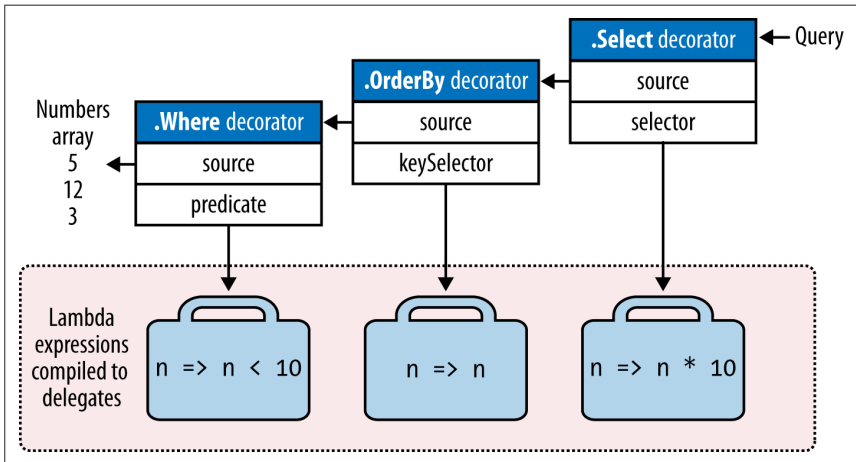 .Select decorator
Query
source
selector
.OrderBy decorator
source
keySelector
.Where decorator
source
predicate
Numbers
array
5
12
3
Lambda
expressions
compiled to
delegates
n => n < 10
n => n
n => n * 10